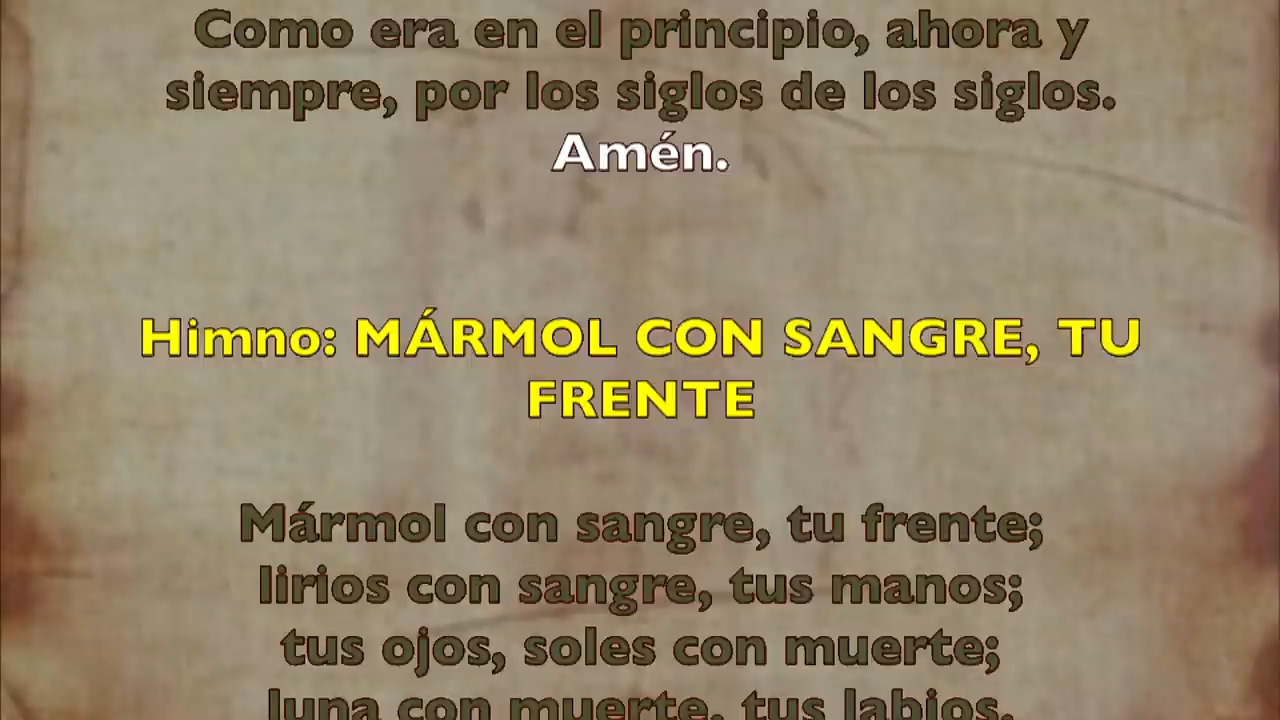 Como era en el principio, ahora y
siempre, por los siglos de los siglos.
Amén.
Himno: MÁRMOL CON SANGRE, TU
FRENTE
Mármol con sangre, tu frente;
lirios con sangre, tus manos;
tus ojos, soles con muerte;
luna con muerte, tus labios.